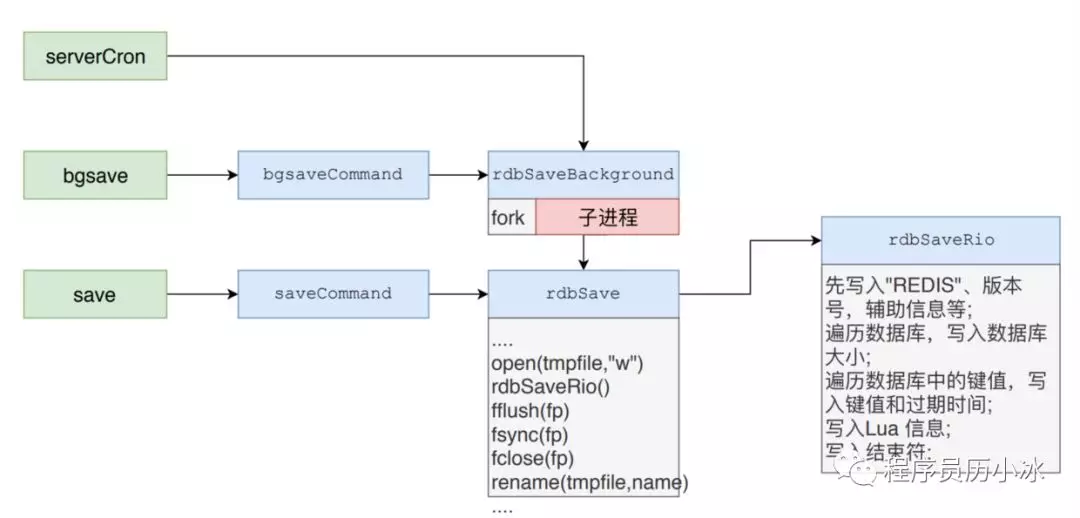 serverCron
bgsave
bgsaveCommand
rdbSaveBackground
fork
子进程
save
saveCommand
rdbSave
....
open(tmpfile,"w")
rdbSaveRio()
fflush(fp)
fsync(fp)
fclose(fp)
rename(tmpfile,name)
....
rdbSaveRio
先写入"REDIS"、版本
号，辅助信息等;
遍历数据库，写入数据库
大小;
遍历数据库中的键值，写
入键值和过期时间;
写入Lua 信息;
写入结束符;
程序员历小冰